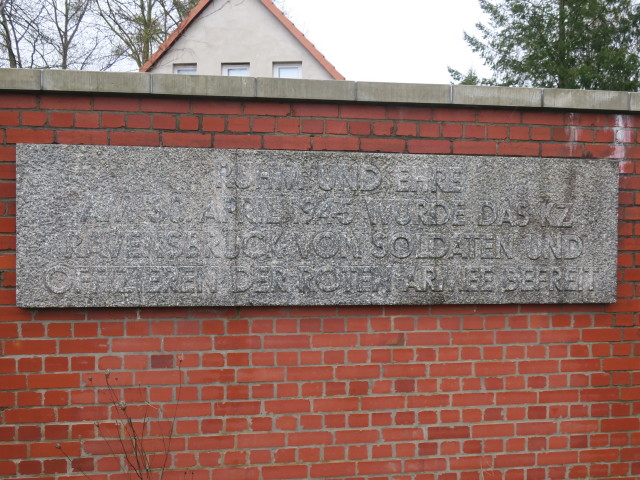 RUHM UND EHRE
AM 30. APRIL 1945 WURDE DAS KZ
RAVENSBRÜCK VON SOLDATEN UND
OFFIZIEREN DER ROTEN ARMEE BEFREIT